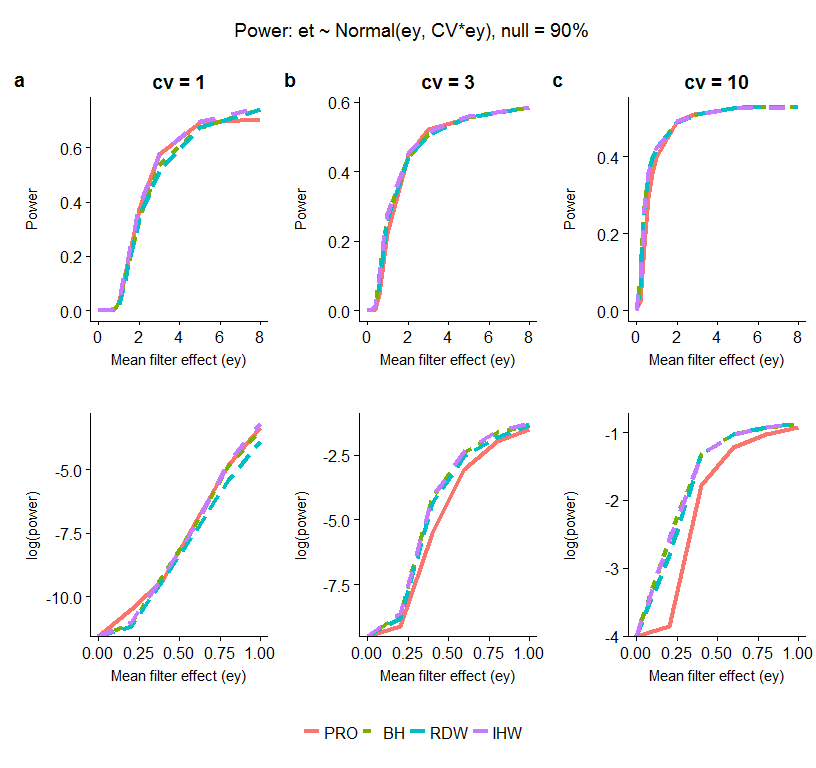 Power: et ~ Normal(ey, CV*ey), null = 90%
a
cv = 1
b
cv = 3
c
cv = 10
Power
0.6
0.4
0.2
0.0
0 2 4 6 8
Mean filter effect (ey)
Power
0.6
0.4
0.2
0.0
0 2 4 6 8
Mean filter effect (ey)
Power
0.4
0.2
0.0
0 2 4 6 8
Mean filter effect (ey)
log(power)
-5.0
-7.5
-10.0
0.00 0.25 0.50 0.75 1.00
Mean filter effect (ey)
log(power)
-2.5
-5.0
-7.5
0.00 0.25 0.50 0.75 1.00
Mean filter effect (ey)
log(power)
-1
-2
-3
-4
0.00 0.25 0.50 0.75 1.00
Mean filter effect (ey)
PRO BH RDW IHW